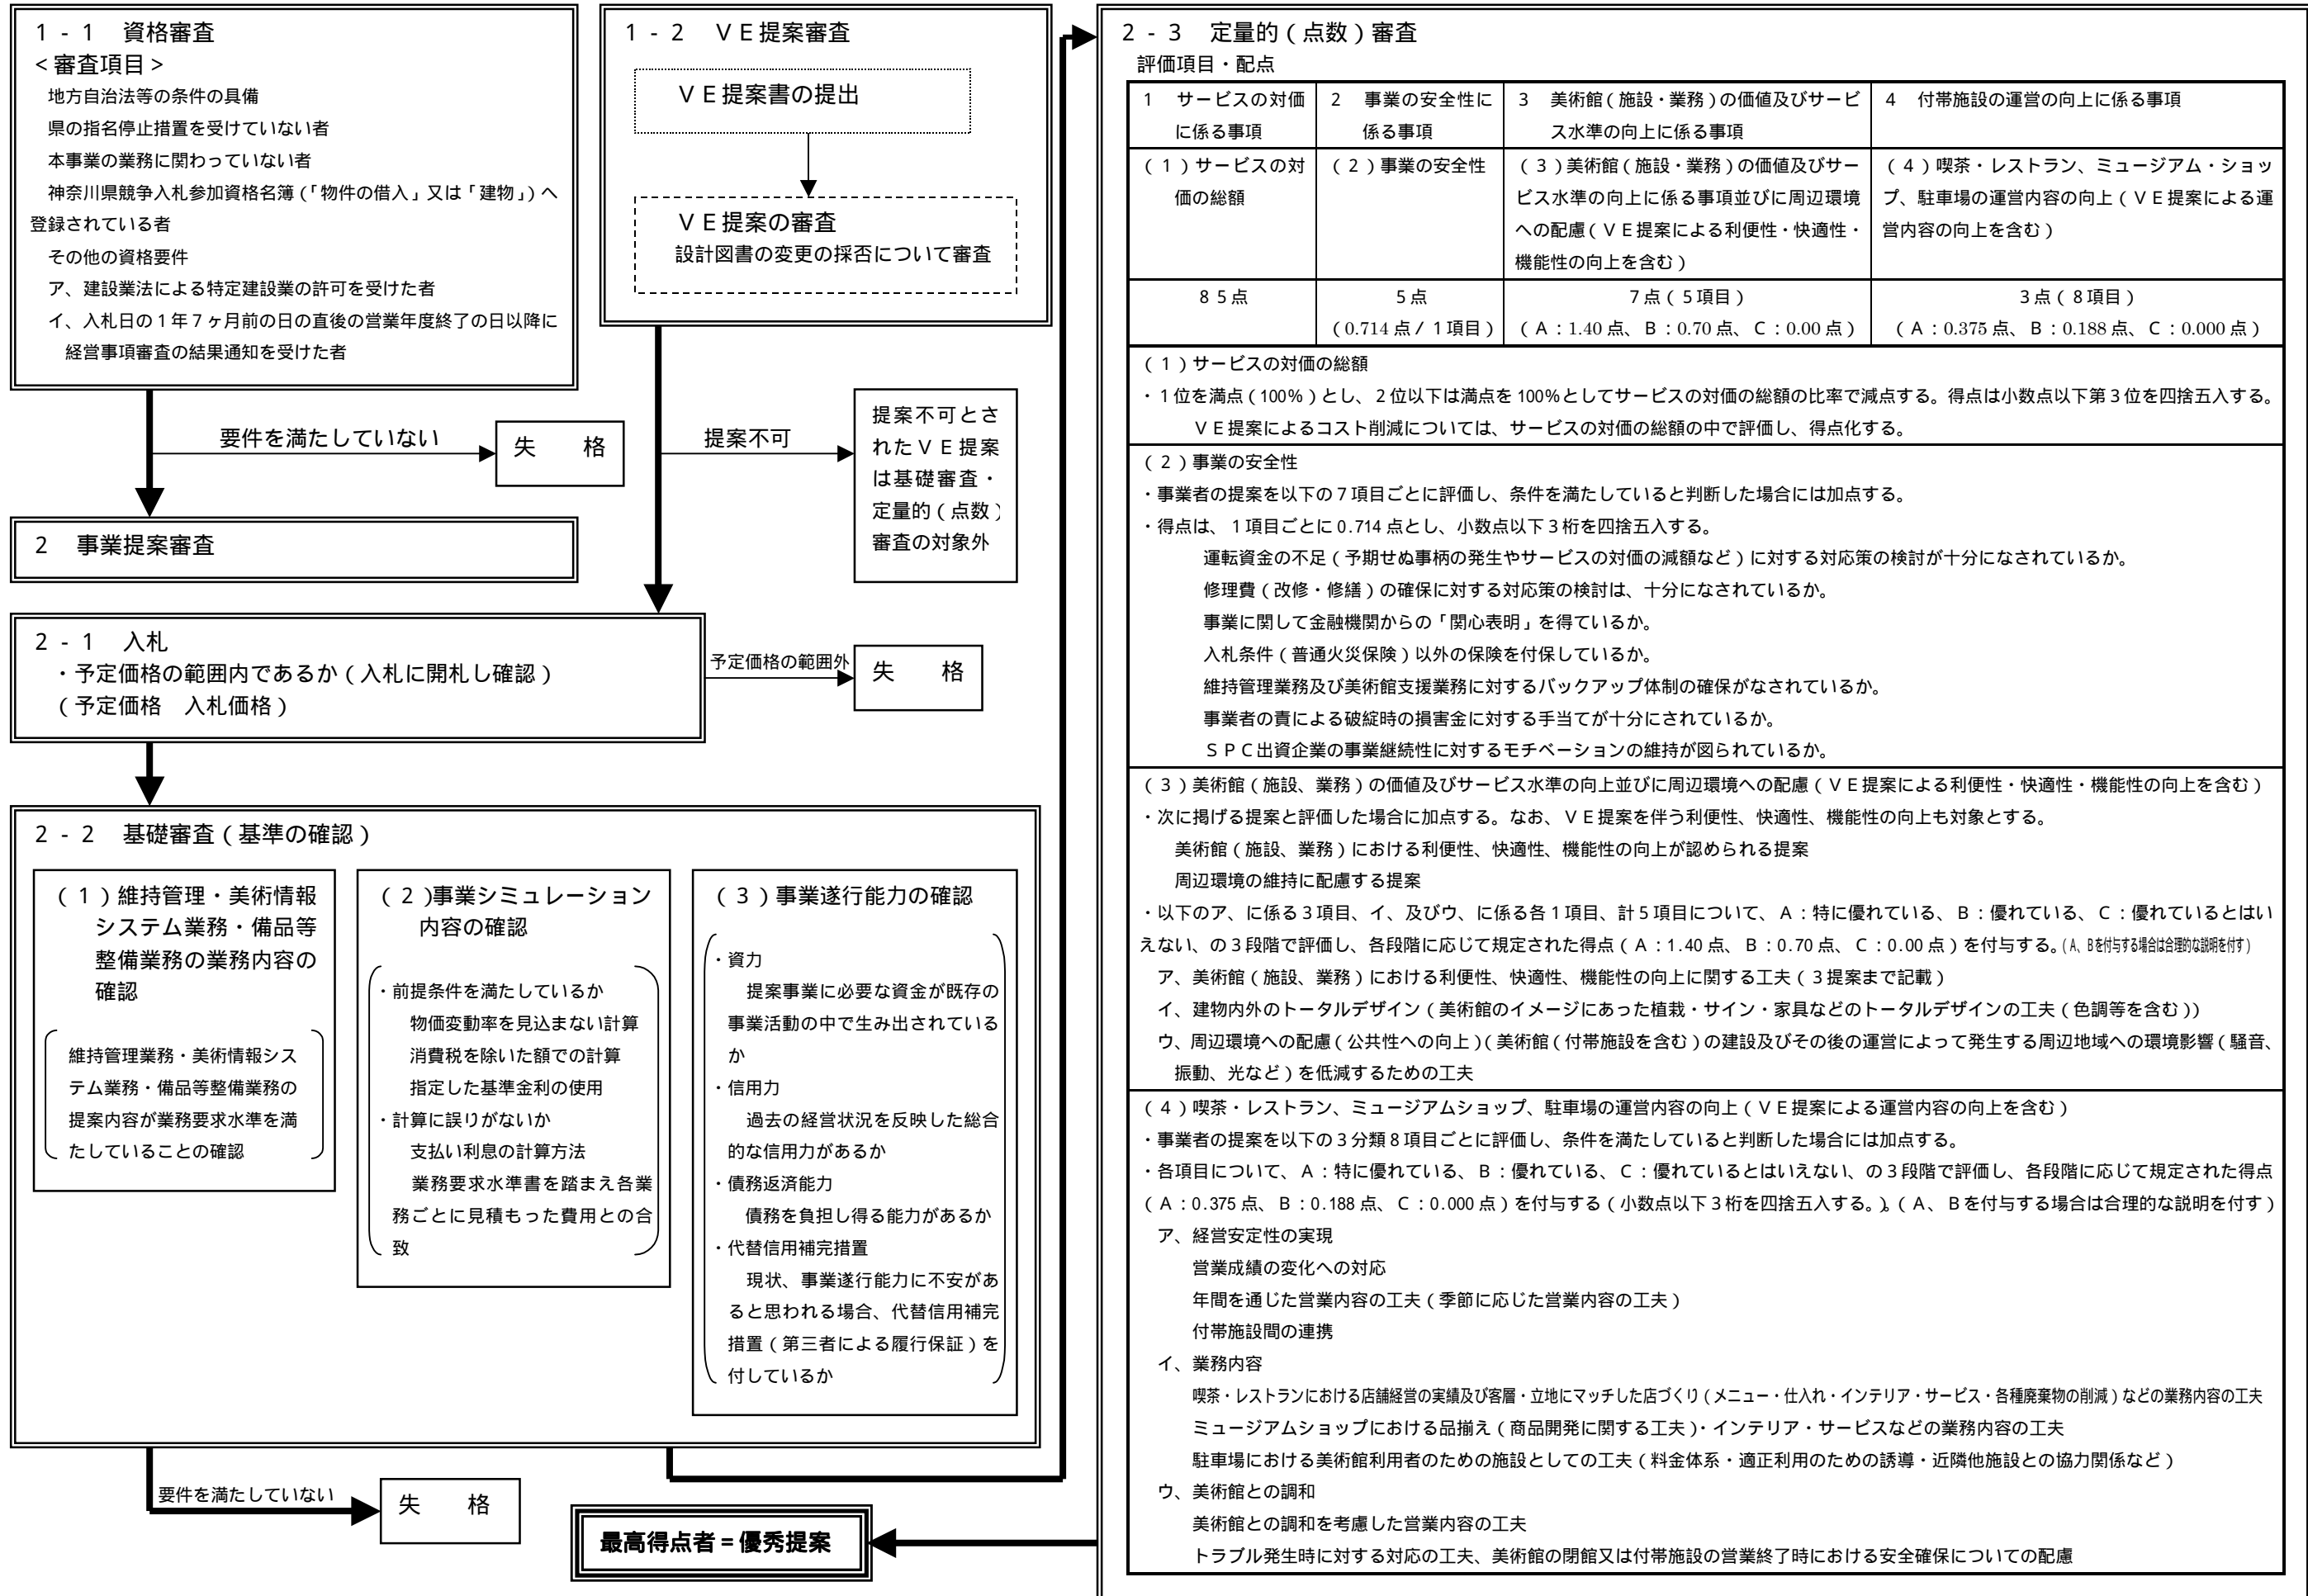 1-1 資格審査
<審査項目>
地方自治法等の条件の具備
県の指名停止措置を受けていない者
本事業の業務に関わっていない者
神奈川県競争入札参加資格名簿(「物件の借入」又は「建物」)へ
登録されている者
その他の資格要件
ア、建設業法による特定建設業の許可を受けた者
イ、入札日の1年7ヶ月前の日の直後の営業年度終了の日以降に
経営事項審査の結果通知を受けた者
要件を満たしていない
失 格
2 事業提案審査
1-2 VE提案審査
VE提案書の提出
VE提案の審査
設計図書の変更の採否について審査
提案不可
提案不可とさ
れたVE提案
は基礎審査・
定量的(点数)
審査の対象外
2-1 入札
・予定価格の範囲内であるか(入札に開札し確認)
(予定価格 入札価格)
予定価格の範囲外
失 格
2-2 基礎審査(基準の確認)
(1)維持管理・美術情報
システム業務・備品等
整備業務の業務内容の
確認
維持管理業務・美術情報シス
テム業務・備品等整備業務の
提案内容が業務要求水準を満
たしていることの確認
(2)事業シミュレーション
内容の確認
・前提条件を満たしているか
物価変動率を見込まない計算
消費税を除いた額での計算
指定した基準金利の使用
・計算に誤りがないか
支払い利息の計算方法
業務要求水準書を踏まえ各業
務ごとに見積もった費用との合
致
(3)事業遂行能力の確認
・資力
提案事業に必要な資金が既存の
事業活動の中で生み出されている
か
・信用力
過去の経営状況を反映した総合
的な信用力があるか
・債務返済能力
債務を負担し得る能力があるか
・代替信用補完措置
現状、事業遂行能力に不安があ
ると思われる場合、代替信用補完
措置(第三者による履行保証)を
付しているか
要件を満たしていない
失 格
最高得点者=優秀提案
2-3 定量的(点数)審査
評価項目・配点
1 サービスの対価
に係る事項
2 事業の安全性に
係る事項
3 美術館(施設・業務)の価値及びサービ
ス水準の向上に係る事項
4 付帯施設の運営の向上に係る事項
(1)サービスの対
価の総額
(2)事業の安全性
(3)美術館(施設・業務)の価値及びサー
ビス水準の向上に係る事項並びに周辺環境
への配慮(VE提案による利便性・快適性・
機能性の向上を含む)
(4)喫茶・レストラン、ミュージアム・ショッ
プ、駐車場の運営内容の向上(VE提案による運
営内容の向上を含む)
85点
5点
(0.714点/1項目)
7点(5項目)
(A:1.40点、B:0.70点、C:0.00点)
3点(8項目)
(A:0.375点、B:0.188点、C:0.000点)
(1)サービスの対価の総額
・1位を満点(100%)とし、2位以下は満点を100%としてサービスの対価の総額の比率で減点する。得点は小数点以下第3位を四捨五入する。
VE提案によるコスト削減については、サービスの対価の総額の中で評価し、得点化する。
(2)事業の安全性
・事業者の提案を以下の7項目ごとに評価し、条件を満たしていると判断した場合には加点する。
・得点は、1項目ごとに0.714点とし、小数点以下3桁を四捨五入する。
運転資金の不足(予期せぬ事柄の発生やサービスの対価の減額など)に対する対応策の検討が十分になされているか。
修理費(改修・修繕)の確保に対する対応策の検討は、十分になされているか。
事業に関して金融機関からの「関心表明」を得ているか。
入札条件(普通火災保険)以外の保険を付保しているか。
維持管理業務及び美術館支援業務に対するバックアップ体制の確保がなされているか。
事業者の責による破綻時の損害金に対する手当てが十分にされているか。
SPC出資企業の事業継続性に対するモチベーションの維持が図られているか。
(3)美術館(施設、業務)の価値及びサービス水準の向上並びに周辺環境への配慮(VE提案による利便性・快適性・機能性の向上を含む)
・次に掲げる提案と評価した場合に加点する。なお、VE提案を伴う利便性、快適性、機能性の向上も対象とする。
美術館(施設、業務)における利便性、快適性、機能性の向上が認められる提案
周辺環境の維持に配慮する提案
・以下のア、に係る3項目、イ、及びウ、に係る各1項目、計5項目について、A:特に優れている、B:優れている、C:優れているとはい
えない、の3段階で評価し、各段階に応じて規定された得点(A:1.40点、B:0.70点、C:0.00点)を付与する。(A、Bを付与する場合は合理的な説明を付す)
ア、美術館(施設、業務)における利便性、快適性、機能性の向上に関する工夫(3提案まで記載)
イ、建物内外のトータルデザイン(美術館のイメージにあった植栽・サイン・家具などのトータルデザインの工夫(色調等を含む))
ウ、周辺環境への配慮(公共性への向上)(美術館(付帯施設を含む)の建設及びその後の運営によって発生する周辺地域への環境影響(騒音、
振動、光など)を低減するための工夫
(4)喫茶・レストラン、ミュージアムショップ、駐車場の運営内容の向上(VE提案による運営内容の向上を含む)
・事業者の提案を以下の3分類8項目ごとに評価し、条件を満たしていると判断した場合には加点する。
・各項目について、A:特に優れている、B:優れている、C:優れているとはいえない、の3段階で評価し、各段階に応じて規定された得点
(A:0.375点、B:0.188点、C:0.000点)を付与する(小数点以下3桁を四捨五入する。)。(A、Bを付与する場合は合理的な説明を付す)
ア、経営安定性の実現
営業成績の変化への対応
年間を通じた営業内容の工夫(季節に応じた営業内容の工夫)
付帯施設間の連携
イ、業務内容
喫茶・レストランにおける店舗経営の実績及び客層・立地にマッチした店づくり(メニュー・仕入れ・インテリア・サービス・各種廃棄物の削減)などの業務内容の工夫
ミュージアムショップにおける品揃え(商品開発に関する工夫)・インテリア・サービスなどの業務内容の工夫
駐車場における美術館利用者のための施設としての工夫(料金体系・適正利用のための誘導・近隣他施設との協力関係など)
ウ、美術館との調和
美術館との調和を考慮した営業内容の工夫
トラブル発生時に対する対応の工夫、美術館の閉館又は付帯施設の営業終了時における安全確保についての配慮